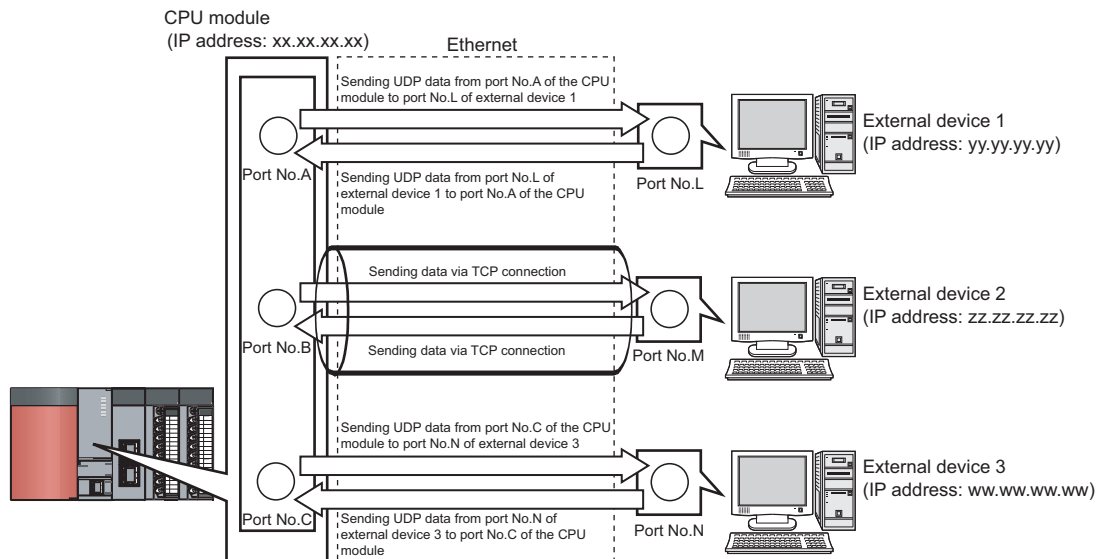 CPU module
(IP address: xx.xx.xx.xx)
Ethernet
Sending UDP data from port No.A of the CPU
module to port No.L of external device 1
Port No.A
Sending UDP data from port No.L of
external device 1 to port No.A of the CPU
module
Port No.L
External device 1
(IP address: yy.yy.yy.yy)
Sending data via TCP connection
Port No.B
Sending data via TCP connection
Port No.M
External device 2
(IP address: zz.zz.zz.zz)
Sending UDP data from port No.C of the CPU
module to port No.N of external device 3
Port No.C
Sending UDP data from port No.N of
external device 3 to port No.C of the CPU
module
Port No.N
External device 3
(IP address: ww.ww.ww.ww)